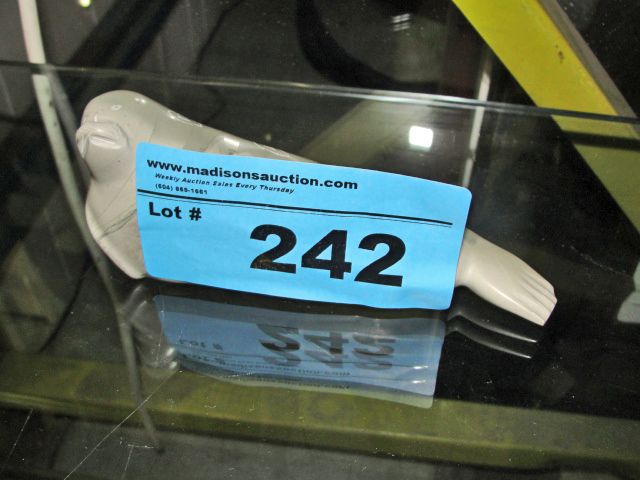 www.madisonsauction.com
Weekly Auction Sales Every Thursday
Lot #
242